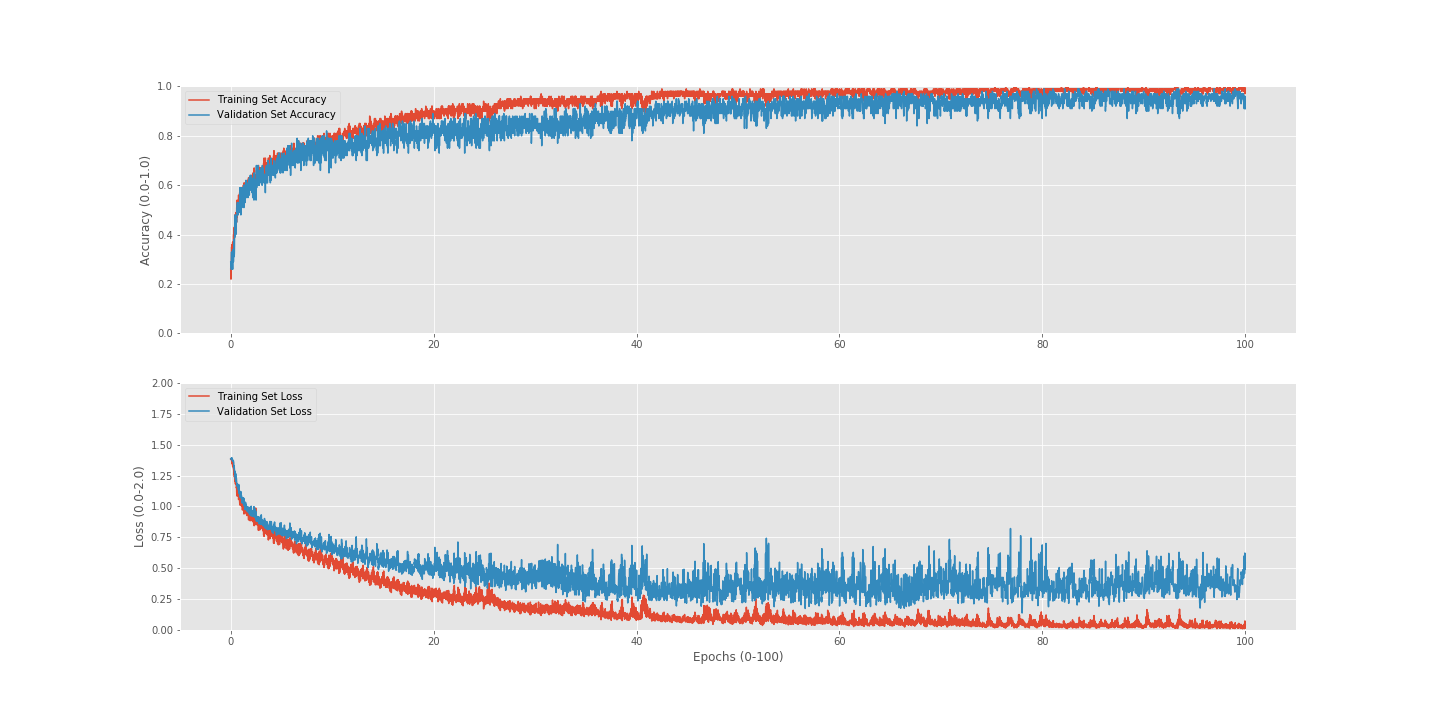 1.0
0.8
0.6
0.4
0.2
0.0
Accuracy (0.0-1.0)
Training Set Accuracy
Validation Set Accuracy
0 20 40 60 80 100
2.00
1.75
1.50
1.25
1.00
0.75
0.50
0.25
0.00
Loss (0.0-2.0)
Training Set Loss
Validation Set Loss
0 20 40 60 80 100
Epochs (0-100)